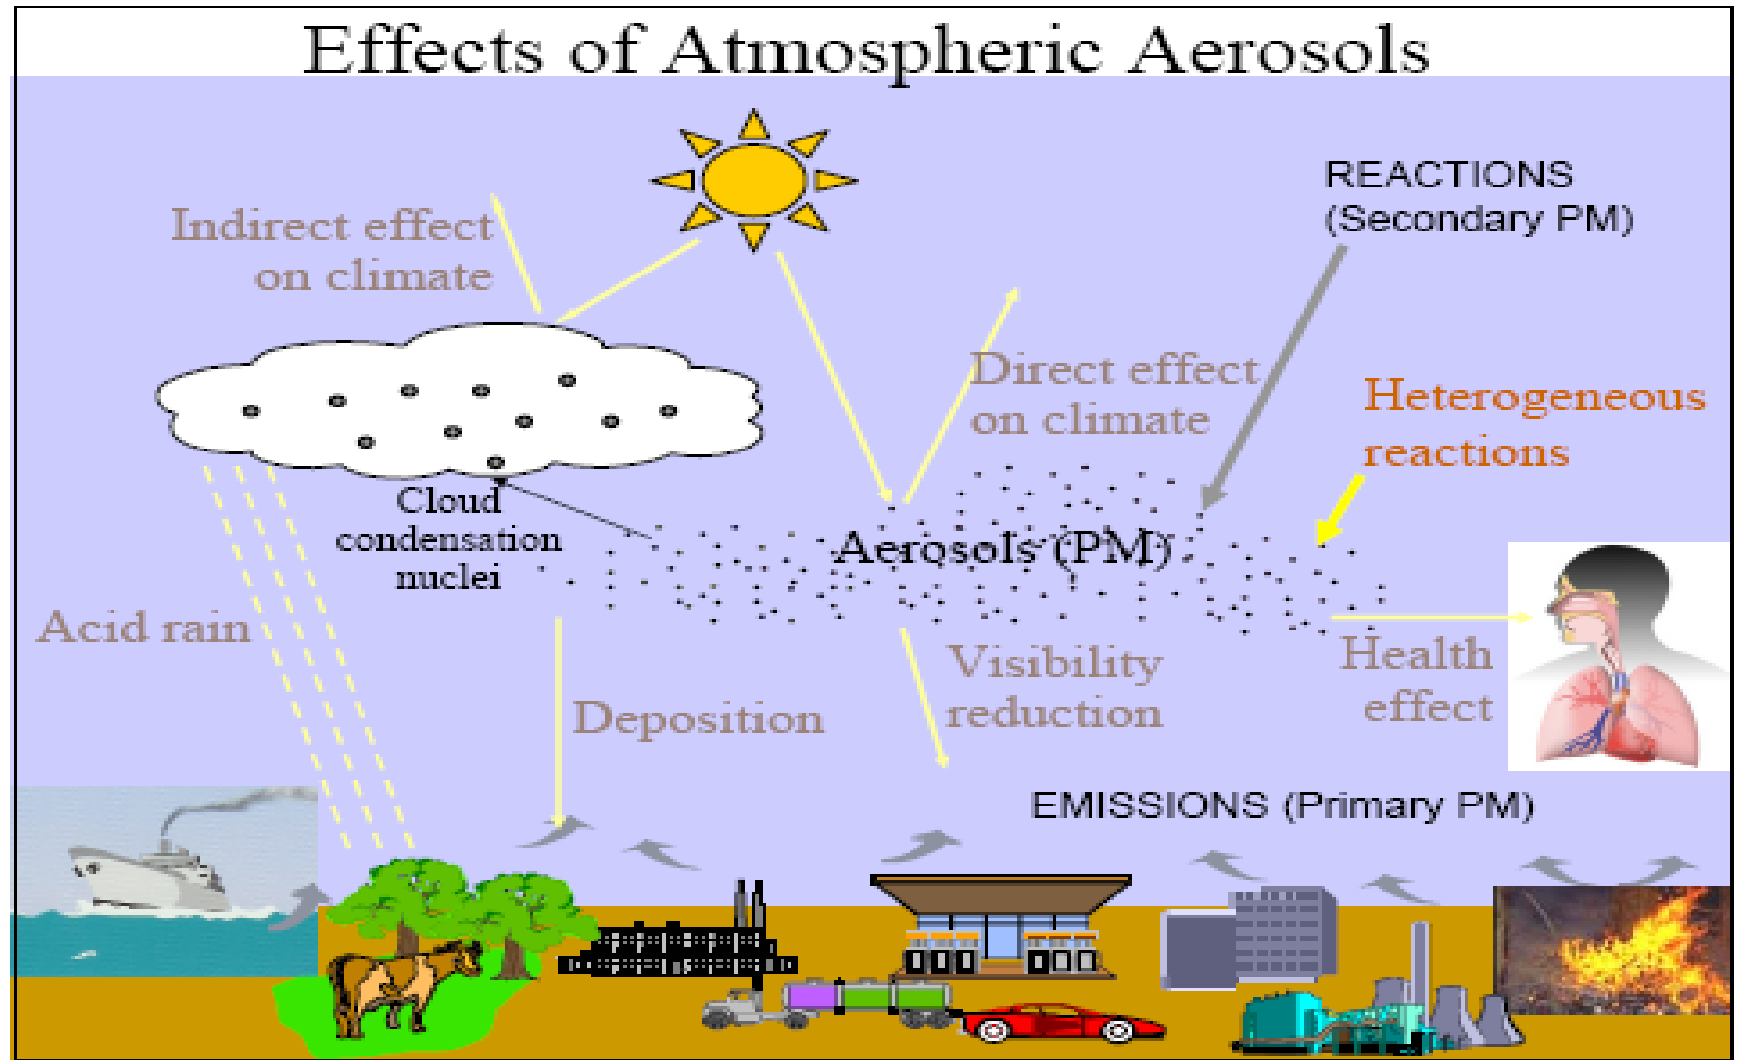 Effects of Atmospheric Aerosols
REACTIONS
(Secondary PM)
Indirect effect
on climate
Direct effect
on climate
Heterogeneous
reactions
Cloud
condensation
nuclei
Aerosols (PM)
Acid rain
Deposition
Visibility
reduction
Health
effect
EMISSIONS (Primary PM)